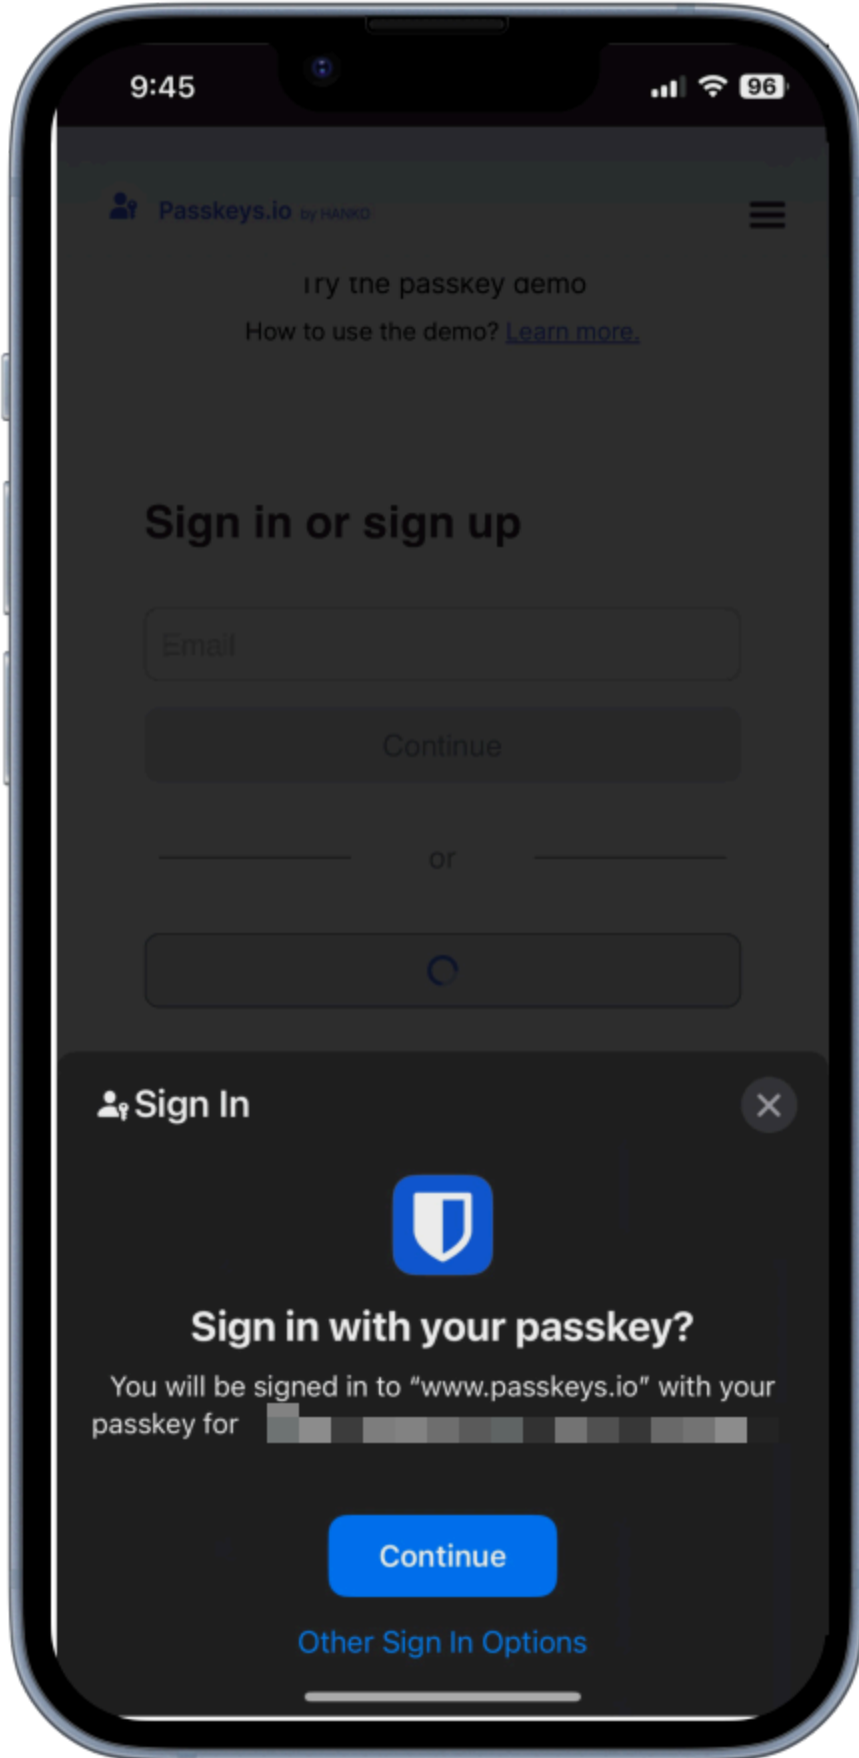 9:45
96
Passkeys.io by HANKO
Try the passkey demo
How to use the demo? Learn more.
Sign in or sign up
Email
Continue
or
Sign In
Sign in with your passkey?
You will be signed in to “www.passkeys.io” with your
passkey for
Continue
Other Sign In Options